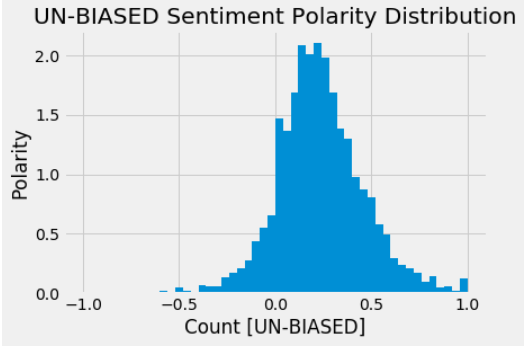 UN-BIASED Sentiment Polarity Distribution
2.0
1.5
1.0
0.5
0.0
Polarity
−1.0 −0.5 0.0 0.5 1.0
Count [UN-BIASED]